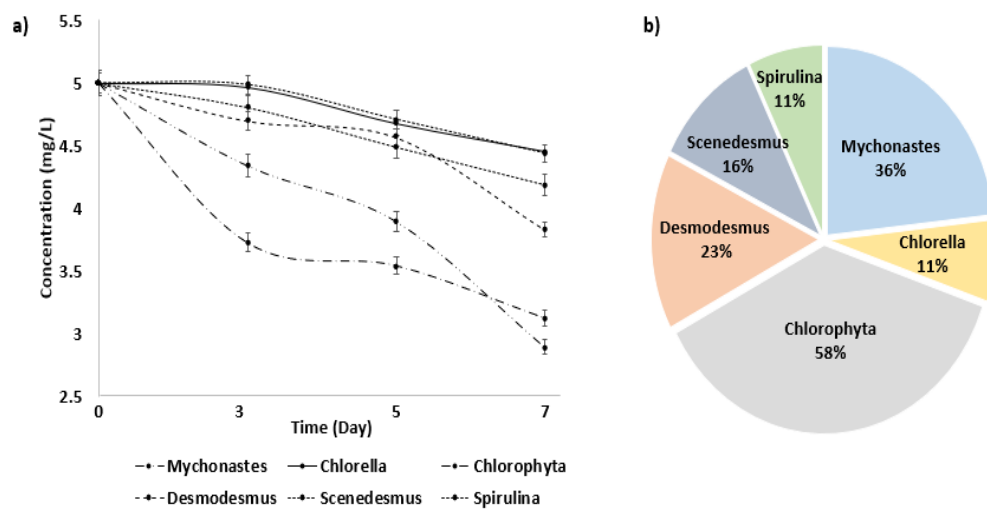 a)
5.5
5
4.5
4
3.5
3
2.5
Concentration (mg/L)
0 3 5 7
Time (Day)
Mychonastes Chlorella Chlorophyta
Desmodesmus Scenedesmus Spirulina
b)
Spirulina
11%
Mychonastes
36%
Scenedesmus
16%
Chlorella
11%
Desmodesmus
23%
Chlorophyta
58%